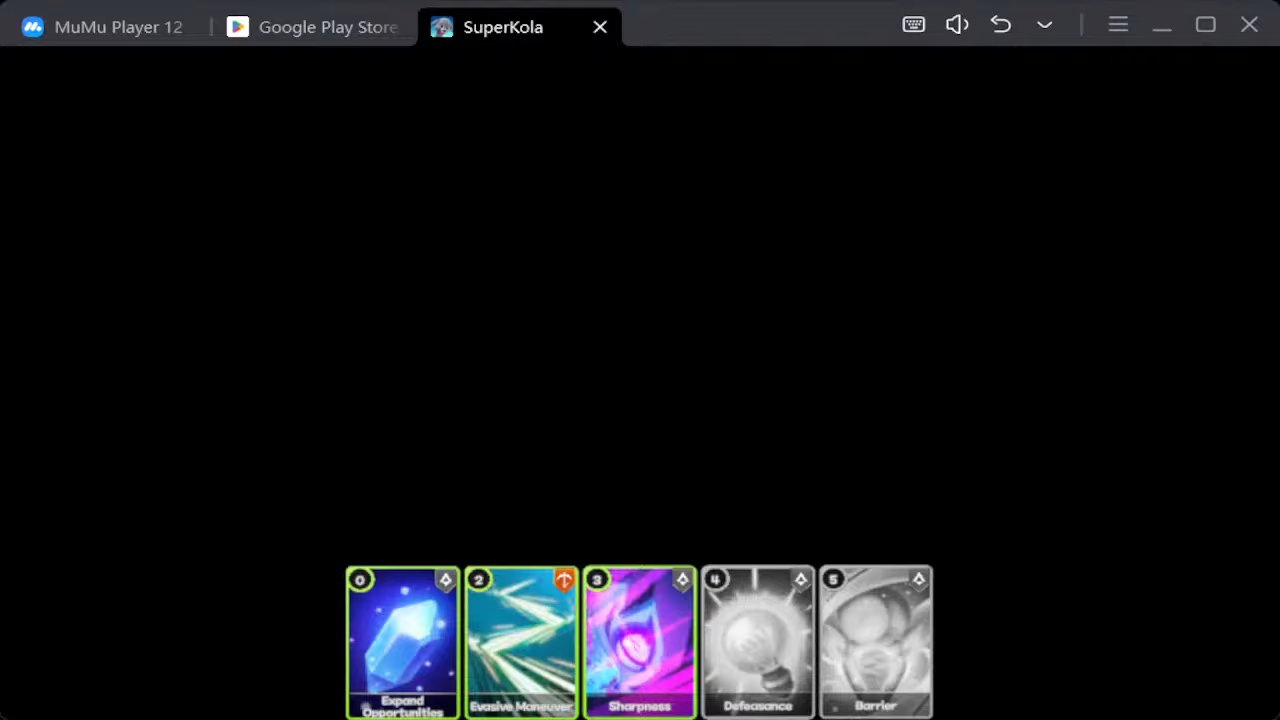 MuMu Player 12
Google Play Store
SuperKola
0
2
3
4
5
Expand
Opportunities
Evasive Maneuver
Sharpness
Defeasance
Barrier